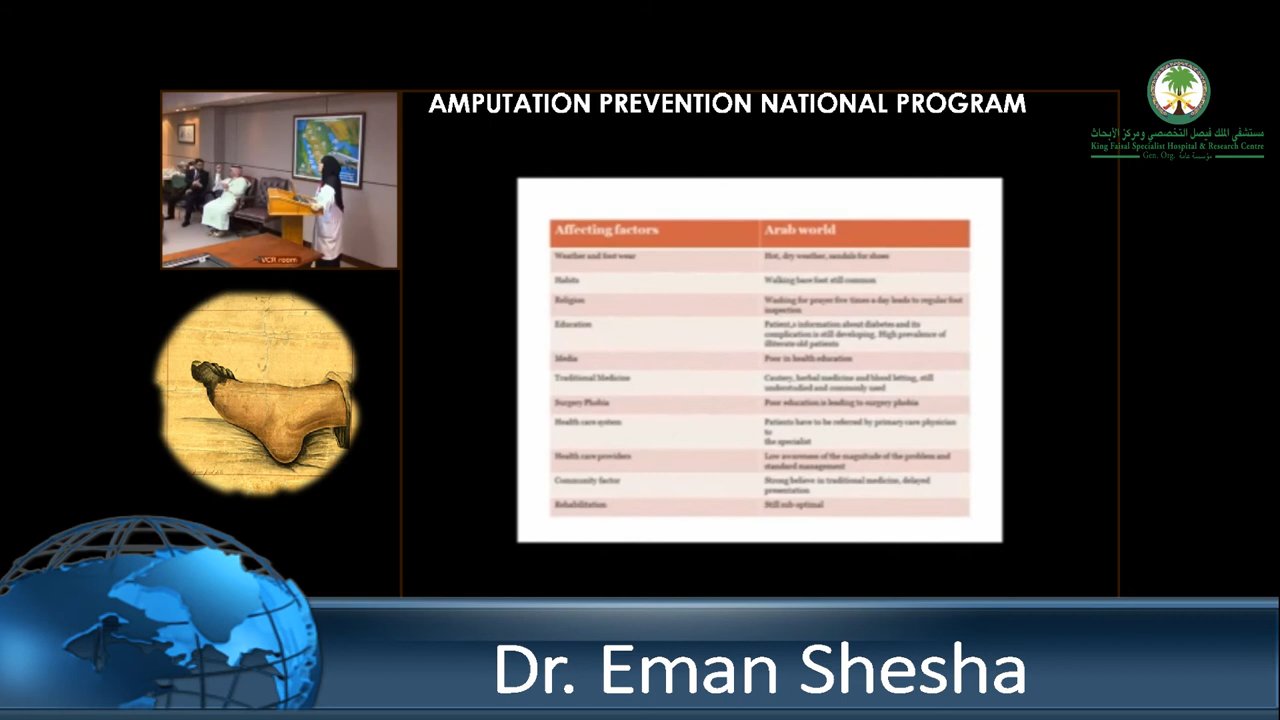 AMPUTATION PREVENTION NATIONAL PROGRAM
مستشفى الملك فيصل التخصصي ومركز الأبحاث
King Faisal Specialist Hospital & Research Centre
Gen. Org. مؤسسة عامة
VCR room
Affecting factors Arab world
Weather and foot wear Hot, dry weather, sandals for shoes
Habits Walking bare foot still common
Religion Washing for prayer five times a day leads to regular foot
inspection
Education Patient,s information about diabetes and its
complication is still developing. High prevalence of
illiterate old patients
Media Poor in health education
Traditional Medicine Cautery, herbal medicine and blood letting, still
understudied and commonly used
Surgery Phobia Poor education is leading to surgery phobia
Health care system Patients have to be referred by primary care physician
to
the specialist
Health care providers Low awareness of the magnitude of the problem and
standard management
Community factor Strong believe in traditional medicine, delayed
presentation
Rehabilitation Still sub optimal
Dr. Eman Shesha